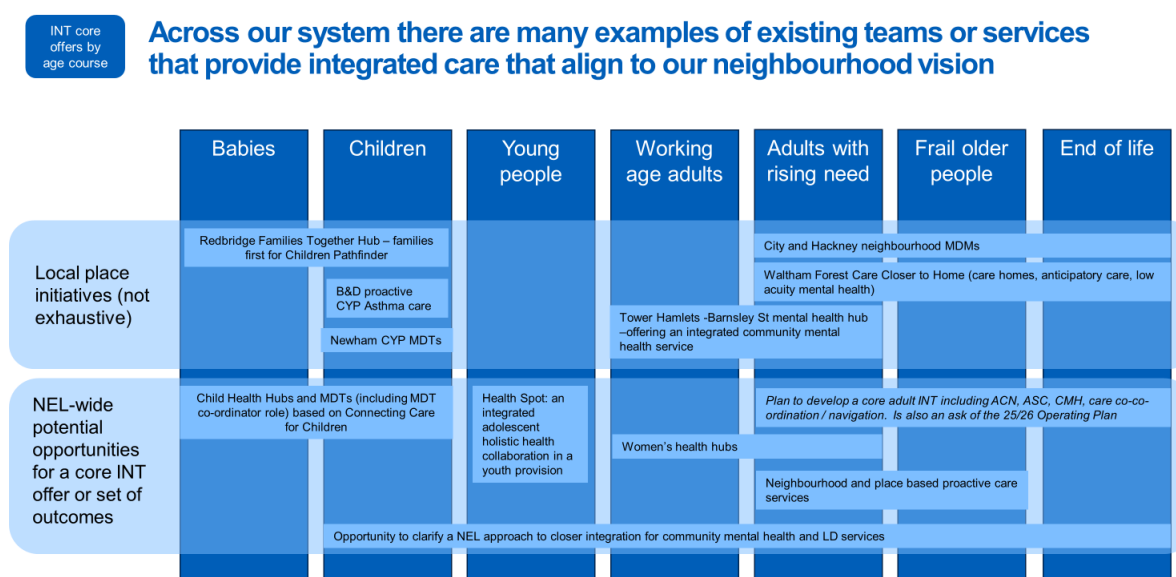 INT core
offers by
age course
Across our system there are many examples of existing teams or services
that provide integrated care that align to our neighbourhood vision
Babies
Children
Young
people
Working
age adults
Adults with
rising need
Frail older
people
End of life
Local place
initiatives (not
exhaustive)
Redbridge Families Together Hub – families
first for Children Pathfinder
B&D proactive
CYP Asthma care
Newham CYP MDTs
Tower Hamlets -Barnsley St mental health hub
–offering an integrated community mental
health service
City and Hackney neighbourhood MDMs
Waltham Forest Care Closer to Home (care homes, anticipatory care, low
acuity mental health)
NEL-wide
potential
opportunities
for a core INT
offer or set of
outcomes
Child Health Hubs and MDTs (including MDT
co-ordinator role) based on Connecting Care
for Children
Health Spot: an
integrated
adolescent
holistic health
collaboration in a
youth provision
Women's health hubs
Plan to develop a core adult INT including ACN, ASC, CMH, care co-co-
ordination / navigation.  Is also an ask of the 25/26 Operating Plan
Neighbourhood and place based proactive care
services
Opportunity to clarify a NEL approach to closer integration for community mental health and LD services